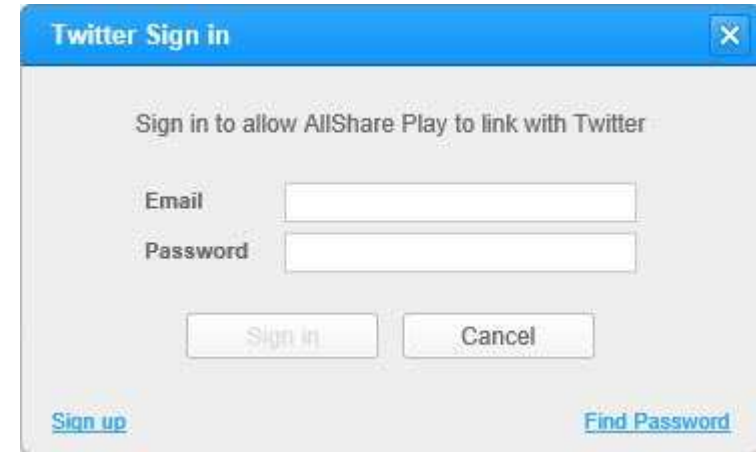 Twitter Sign in
Sign in to allow AllShare Play to link with Twitter
Email
Password
Sign in Cancel
Sign up Find Password